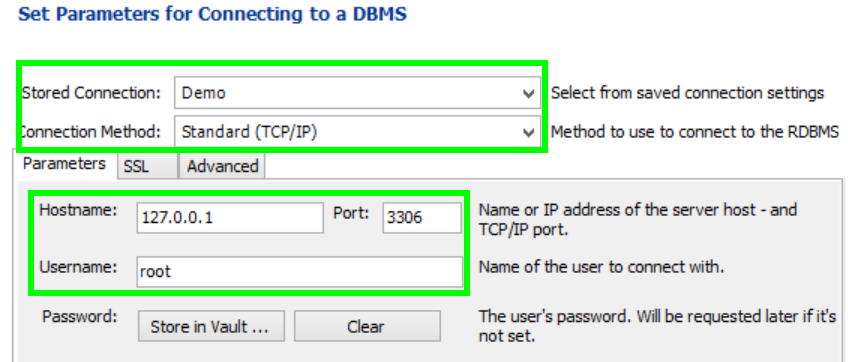 Set Parameters for Connecting to a DBMS
Stored Connection: Demo Select from saved connection settings
Connection Method: Standard (TCP/IP) Method to use to connect to the RDBMS
Parameters SSL Advanced
Hostname: 127.0.0.1 Port: 3306 Name or IP address of the server host - and
TCP/IP port.
Username: root Name of the user to connect with.
Password: Store in Vault ... Clear The user's password. Will be requested later if it's
not set.